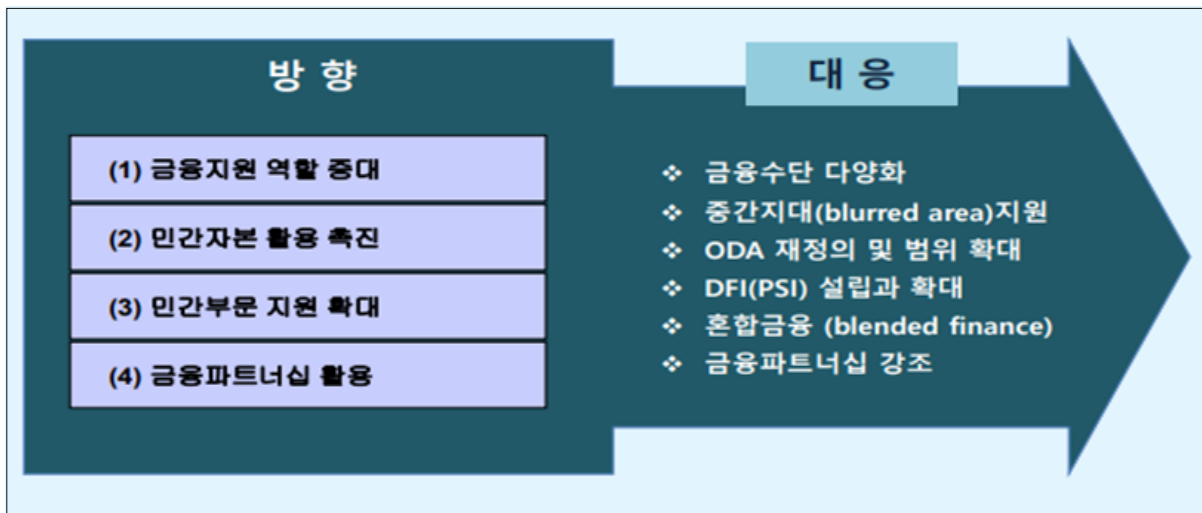 방 향
(1) 금융지원 역할 증대
(2) 민간자본 활용 촉진
(3) 민간부문 지원 확대
(4) 금융파트너십 활용
대 응
❖ 금융수단 다양화
❖ 중간지대(blurred area)지원
❖ ODA 재정의 및 범위 확대
❖ DFI(PSI) 설립과 확대
❖ 혼합금융 (blended finance)
❖ 금융파트너십 강조